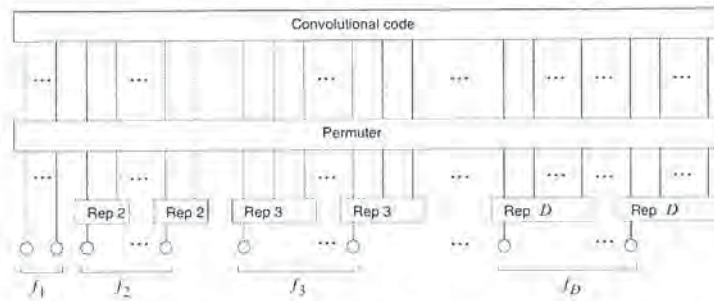 Convolutional code
... ... ... ... ... ... ...
Permuter
... ... ... ... ... ... ...
Rep 2 Rep 2 Rep 3 Rep 3 Rep D Rep D
... ... ... ...
f1 f2 f3 fD